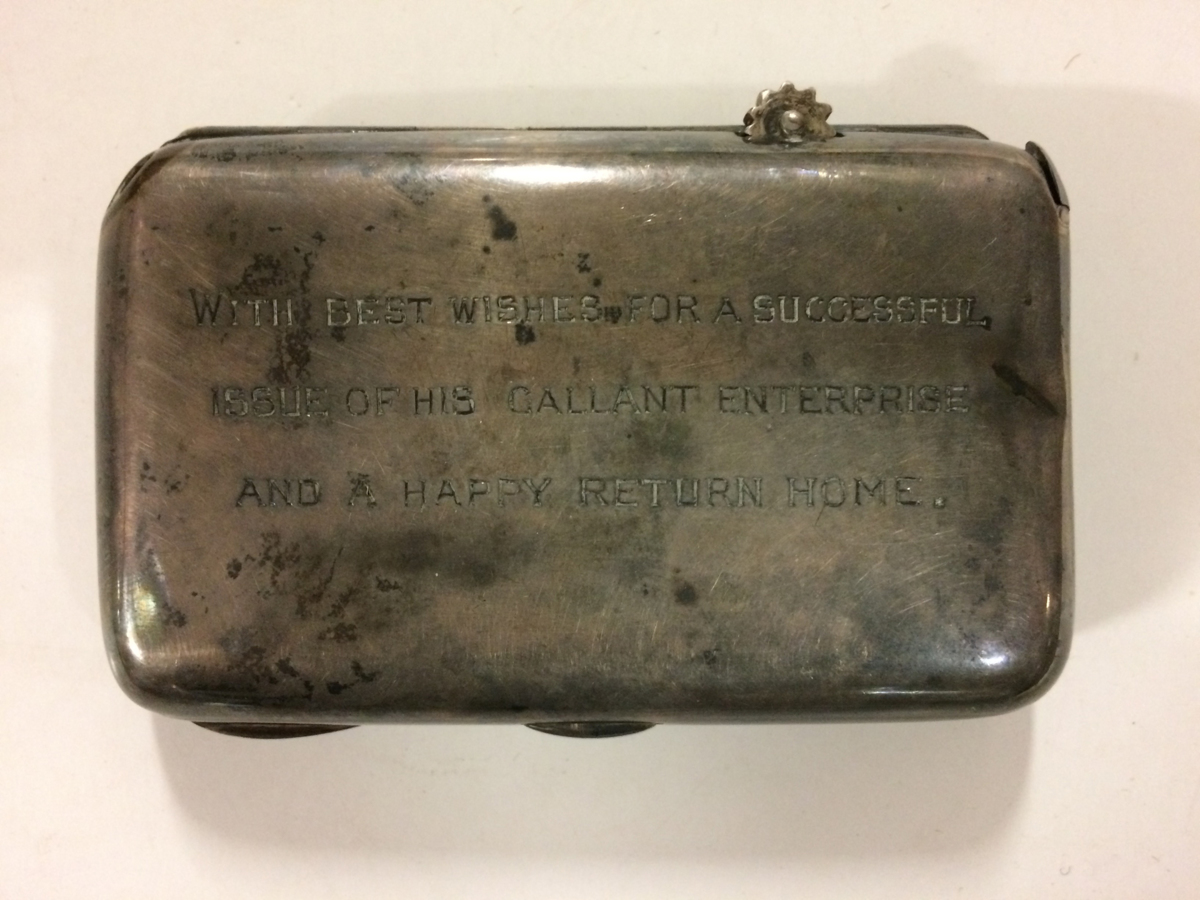 WITH BEST WISHES, FOR A SUCCESSFUL,
ISSUE OF HIS GALLANT ENTERPRISE
AND A HAPPY RETURN HOME.